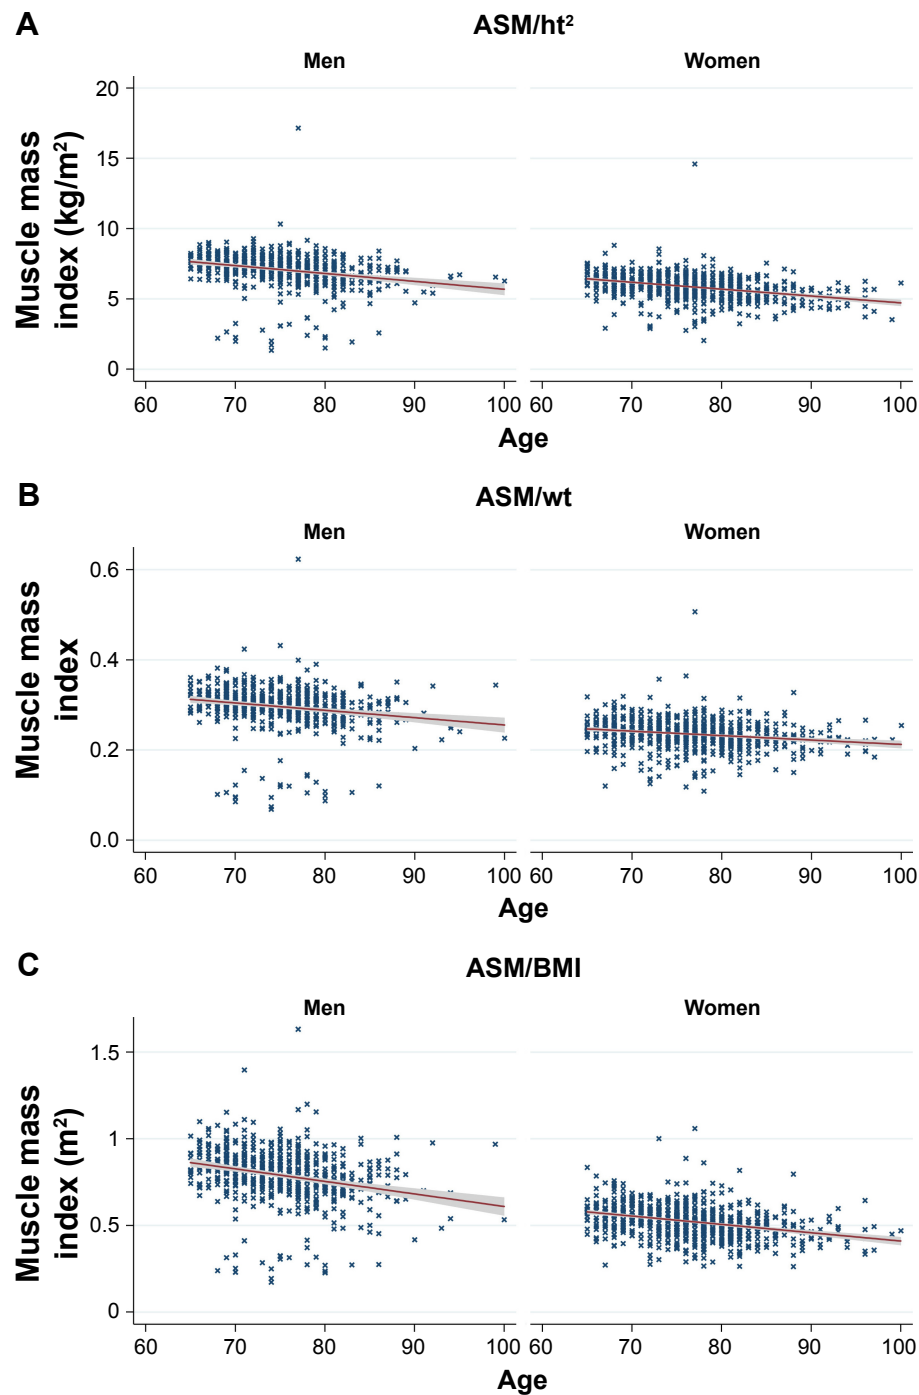 A
ASM/ht²
Men
Women
Muscle mass
index (kg/m²)
20
15
10
5
0
60 70 80 90 100
60 70 80 90 100
Age
B
ASM/wt
Men
Women
Muscle mass
index
0.6
0.4
0.2
0.0
60 70 80 90 100
60 70 80 90 100
Age
C
ASM/BMI
Men
Women
Muscle mass
index (m²)
1.5
1
0.5
0
60 70 80 90 100
60 70 80 90 100
Age